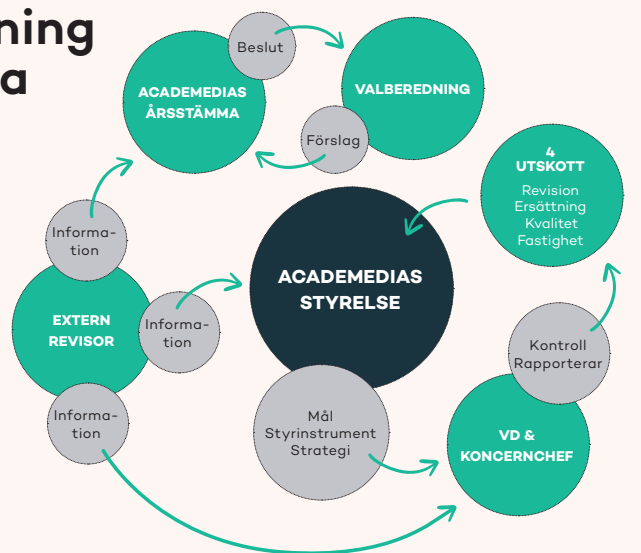 ning
a
Beslut
ACADEMEDIAS
ÅRSSTÄMMA
VALBEREDNING
Förslag
4
UTSKOTT
Revision
Ersättning
Kvalitet
Fastighet
Informa-
tion
ACADEMEDIAS
STYRELSE
EXTERN
REVISOR
Informa-
tion
Kontroll
Rapporterar
Informa-
tion
Mål
Styrinstrument
Strategi
VD &
KONCERNCHEF